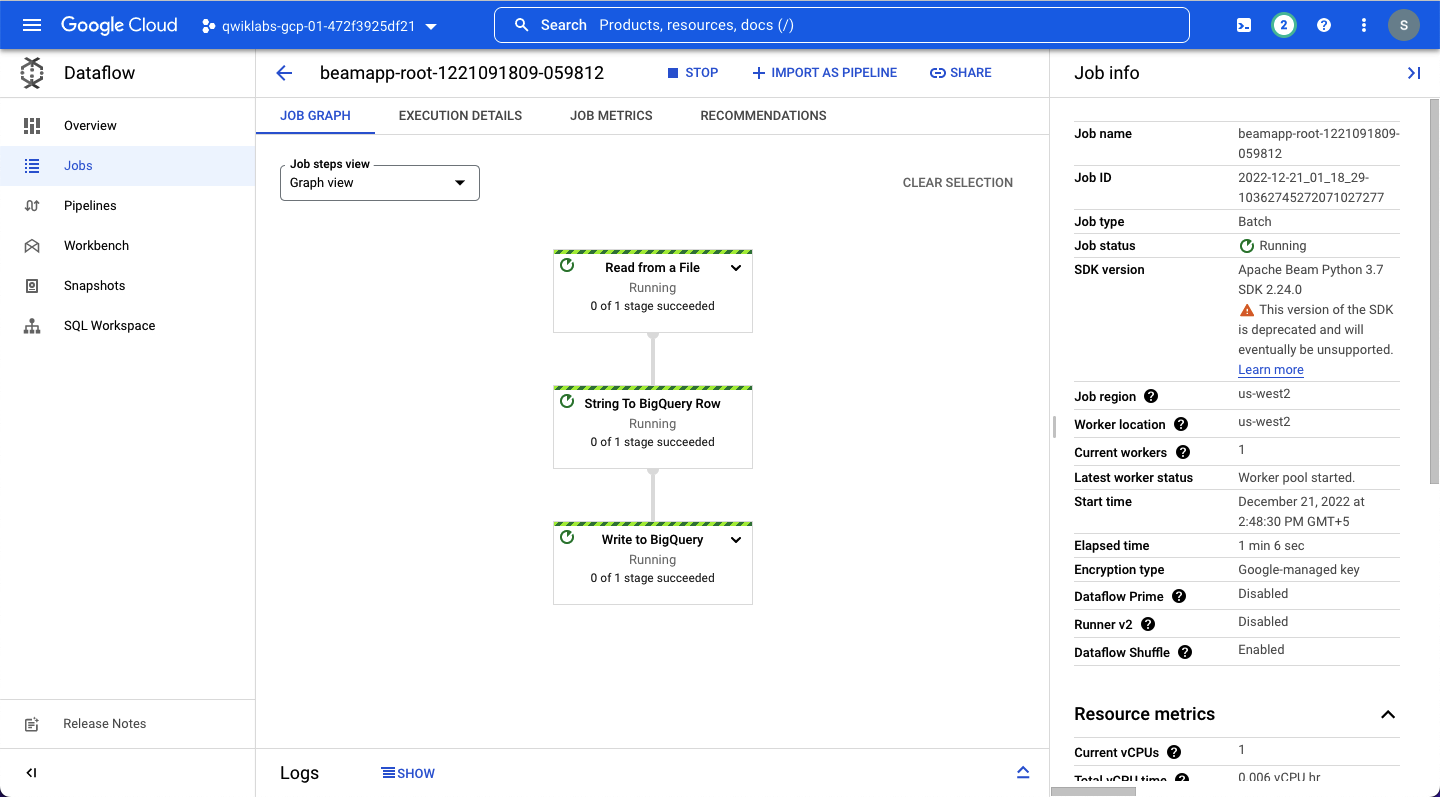 Google Cloud
qwiklabs-gcp-01-472f3925df21
Search Products, resources, docs (/)
2
S
Dataflow
beamapp-root-1221091809-059812
STOP
IMPORT AS PIPELINE
SHARE
Job info
Overview
Jobs
Pipelines
Workbench
Snapshots
SQL Workspace
Release Notes
JOB GRAPH
EXECUTION DETAILS
JOB METRICS
RECOMMENDATIONS
Job steps view
Graph view
CLEAR SELECTION
Read from a File
Running
0 of 1 stage succeeded
String To BigQuery Row
Running
0 of 1 stage succeeded
Write to BigQuery
Running
0 of 1 stage succeeded
Logs
SHOW
Job name beamapp-root-1221091809-
059812
Job ID 2022-12-21_01_18_29-
10362745272071027277
Job type Batch
Job status Running
SDK version Apache Beam Python 3.7
SDK 2.24.0
This version of the SDK
is deprecated and will
eventually be unsupported.
Learn more
Job region us-west2
Worker location us-west2
Current workers 1
Latest worker status Worker pool started.
Start time December 21, 2022 at
2:48:30 PM GMT+5
Elapsed time 1 min 6 sec
Encryption type Google-managed key
Dataflow Prime Disabled
Runner v2 Disabled
Dataflow Shuffle Enabled
Resource metrics
Current vCPUs 1
Total vCPU time 0.006 vCPU hr